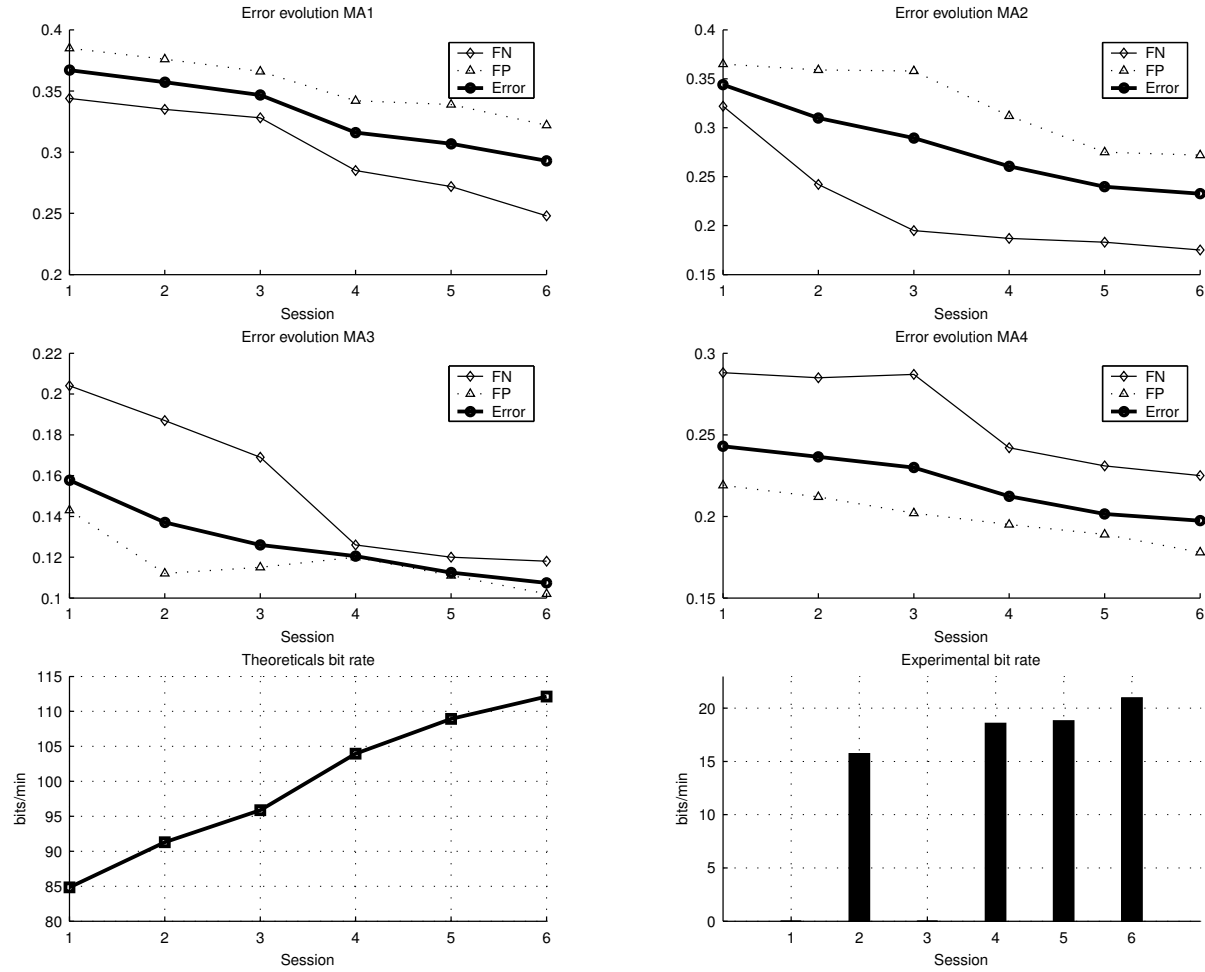 Error evolution MA1
0.4
0.35
0.3
0.25
0.2
FN
FP
Error
1 2 3 4 5 6
Session
Error evolution MA2
0.4
0.35
0.3
0.25
0.2
0.15
FN
FP
Error
1 2 3 4 5 6
Session
Error evolution MA3
0.22
0.2
0.18
0.16
0.14
0.12
0.1
FN
FP
Error
1 2 3 4 5 6
Session
Error evolution MA4
0.3
0.25
0.2
0.15
FN
FP
Error
1 2 3 4 5 6
Session
Theoreticals bit rate
115
110
105
100
95
90
85
80
bits/min
1 2 3 4 5 6
Session
Experimental bit rate
20
15
10
5
0
bits/min
1 2 3 4 5 6
Session